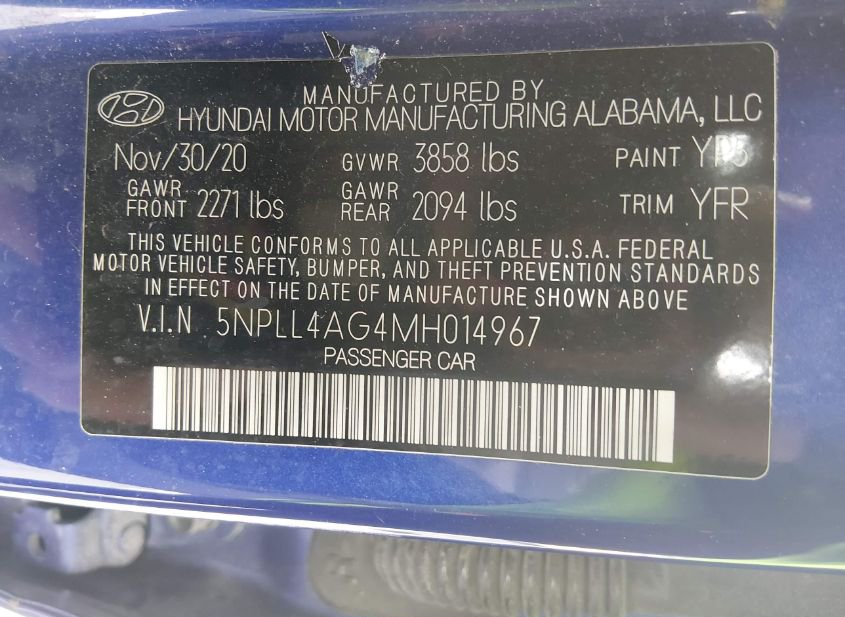 MANUFACTURED BY
HYUNDAI MOTOR MANUFACTURING ALABAMA, LLC
Nov/30/20 GVWR 3858 lbs PAINT YP5
GAWR FRONT 2271 lbs GAWR REAR 2094 lbs TRIM YFR
THIS VEHICLE CONFORMS TO ALL APPLICABLE U.S.A. FEDERAL
MOTOR VEHICLE SAFETY, BUMPER, AND THEFT PREVENTION STANDARDS
IN EFFECT ON THE DATE OF MANUFACTURE SHOWN ABOVE
V.I.N 5NPLL4AG4MH014967
PASSENGER CAR